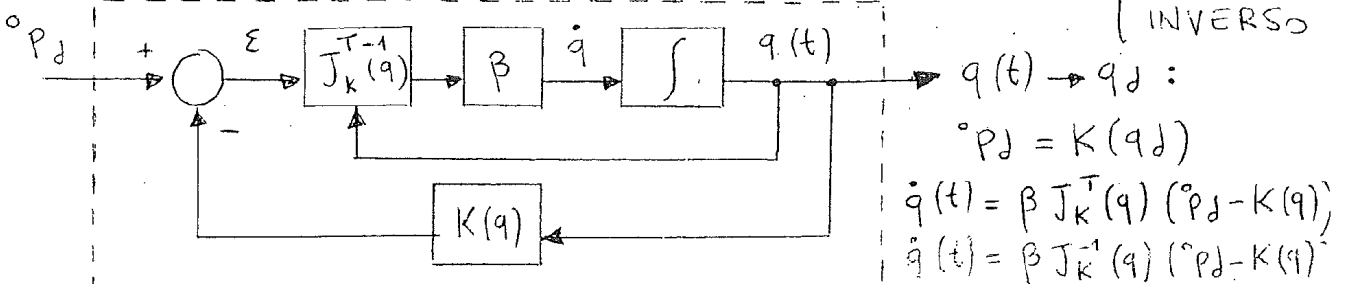 INVERSO
°Pd + ε J_K^{T-1}(q) β q̇ ∫. q(t) q(t) → qd :
−
°Pd = K(qd)
K(q)
q̇(t) = β J_K^T(q) (°Pd - K(q))
q̇(t) = β J_K^{-1}(q) (°Pd - K(q)